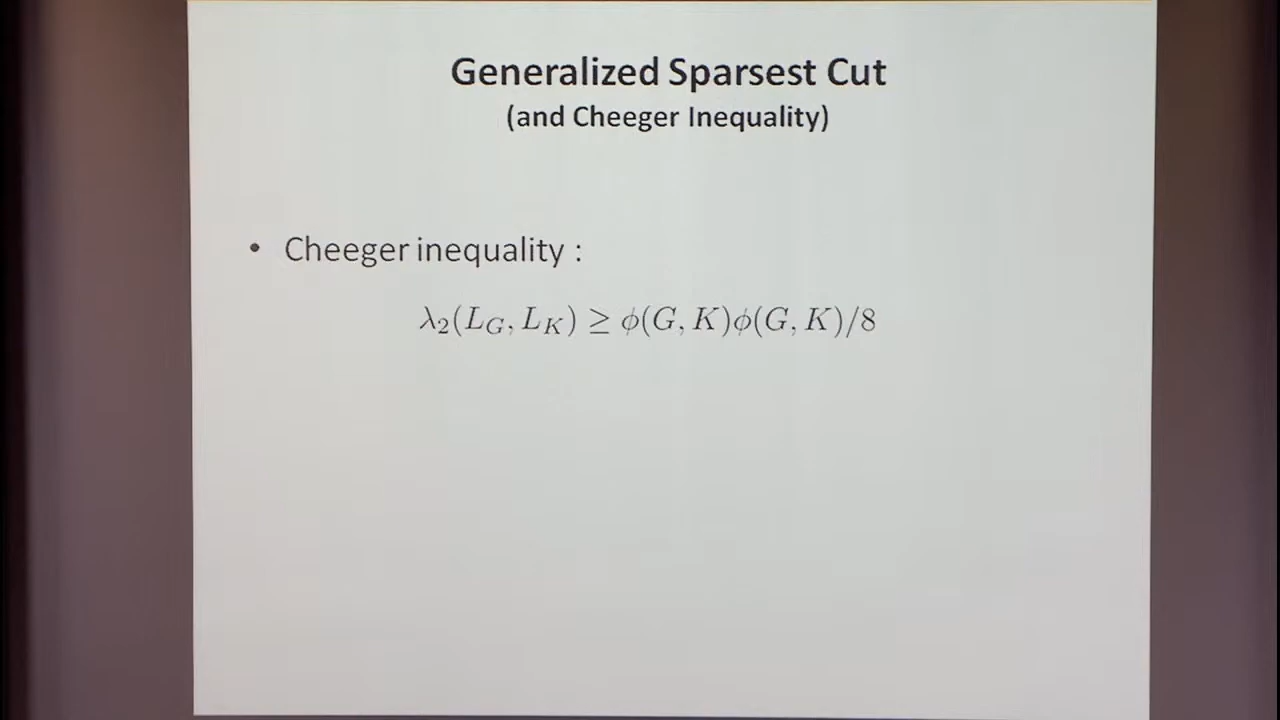 Generalized Sparsest Cut
(and Cheeger Inequality)
• Cheeger inequality :
λ₂(L_G, L_K) ≥ ϕ(G, K)ϕ(G, K)/8